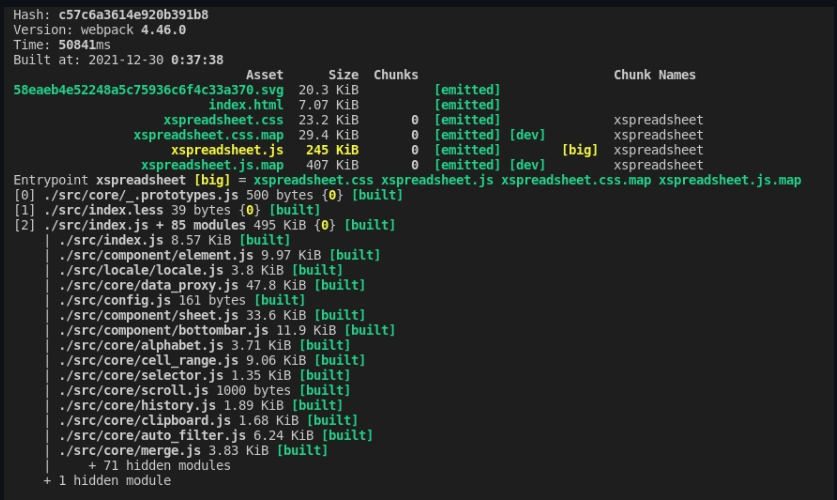 Hash: c57c6a3614e920b391b8
Version: webpack 4.46.0
Time: 50841ms
Built at: 2021-12-30 0:37:38
Asset Size Chunks Chunk Names
58eaeb4e52248a5c75936c6f4c33a370.svg 20.3 KiB [emitted]
index.html 7.07 KiB [emitted]
xspreadsheet.css 23.2 KiB 0 [emitted] xspreadsheet
xspreadsheet.css.map 29.4 KiB 0 [emitted] [dev] xspreadsheet
xspreadsheet.js 245 KiB 0 [emitted] [big] xspreadsheet
xspreadsheet.js.map 407 KiB 0 [emitted] [dev] xspreadsheet
Entrypoint xspreadsheet [big] = xspreadsheet.css xspreadsheet.js xspreadsheet.css.map xspreadsheet.js.map
[0] ./src/core/_.prototypes.js 500 bytes {0} [built]
[1] ./src/index.less 39 bytes {0} [built]
[2] ./src/index.js + 85 modules 495 KiB {0} [built]
| ./src/index.js 8.57 KiB [built]
| ./src/component/element.js 9.97 KiB [built]
| ./src/locale/locale.js 3.8 KiB [built]
| ./src/core/data_proxy.js 47.8 KiB [built]
| ./src/config.js 161 bytes [built]
| ./src/component/sheet.js 33.6 KiB [built]
| ./src/component/bottombar.js 11.9 KiB [built]
| ./src/core/alphabet.js 3.71 KiB [built]
| ./src/core/cell_range.js 9.06 KiB [built]
| ./src/core/selector.js 1.35 KiB [built]
| ./src/core/scroll.js 1000 bytes [built]
| ./src/core/history.js 1.89 KiB [built]
| ./src/core/clipboard.js 1.68 KiB [built]
| ./src/core/auto_filter.js 6.24 KiB [built]
| ./src/core/merge.js 3.83 KiB [built]
| + 71 hidden modules
+ 1 hidden module